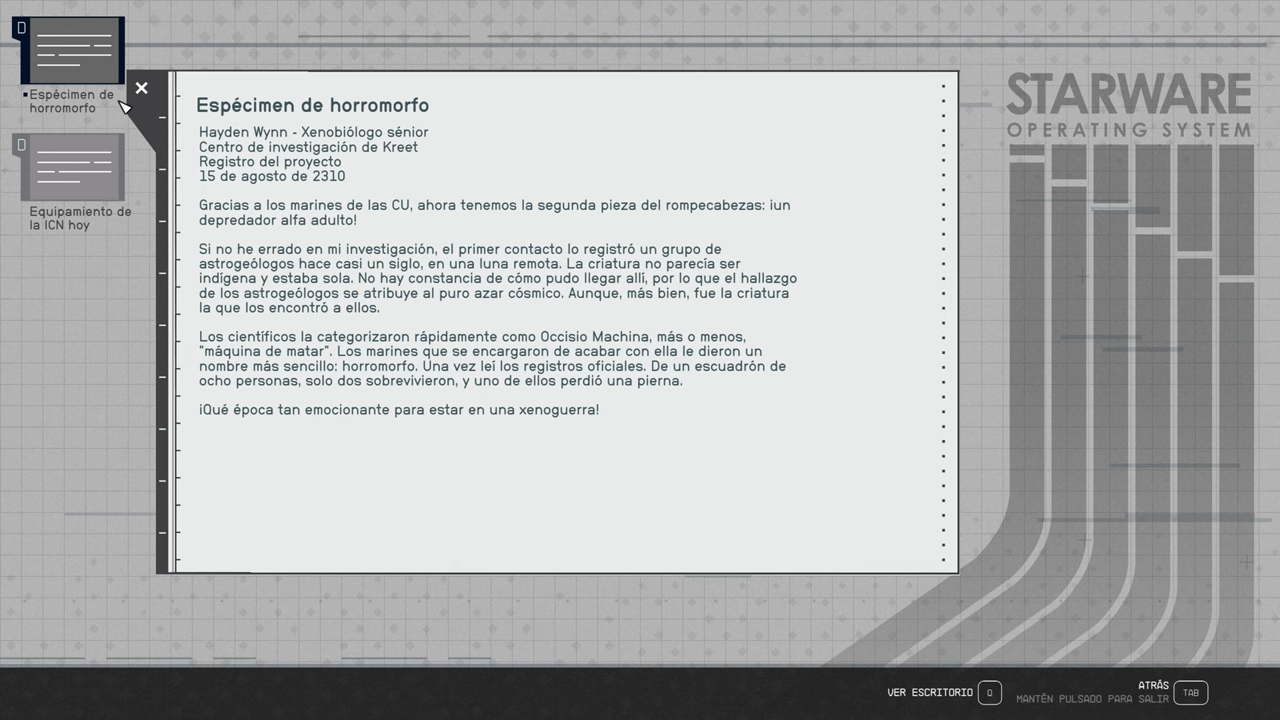 Espécimen de
horromorfo
Equipamiento de
la ICN hoy
Espécimen de horromorfo
Hayden Wynn - Xenobiólogo sénior
Centro de investigación de Kreet
Registro del proyecto
15 de agosto de 2310
Gracias a los marines de las CU, ahora tenemos la segunda pieza del rompecabezas: ¡un
depredador alfa adulto!
Si no he errado en mi investigación, el primer contacto lo registró un grupo de
astrogeólogos hace casi un siglo, en una luna remota. La criatura no parecía ser
indígena y estaba sola. No hay constancia de cómo pudo llegar allí, por lo que el hallazgo
de los astrogeólogos se atribuye al puro azar cósmico. Aunque, más bien, fue la criatura
la que los encontró a ellos.
Los científicos la categorizaron rápidamente como Occisio Machina, más o menos,
"máquina de matar". Los marines que se encargaron de acabar con ella le dieron un
nombre más sencillo: horromorfo. Una vez leí los registros oficiales. De un escuadrón de
ocho personas, solo dos sobrevivieron, y uno de ellos perdió una pierna.
¡Qué época tan emocionante para estar en una xenoguerra!
STARWARE
OPERATING SYSTEM
VER ESCRITORIO Q
ATRÁS TAB
MANTÉN PULSADO PARA SALIR